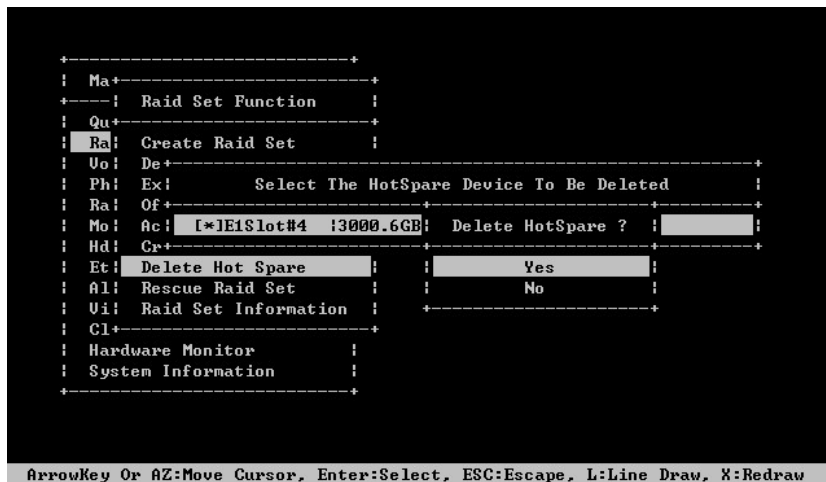 Ma
Raid Set Function
Qu
Ra Create Raid Set
Vo De
Ph Ex Select The HotSpare Device To Be Deleted
Ra Of
Mo Ac [*]E1Slot#4 3000.6GB Delete HotSpare ?
Hd Cr
Et Delete Hot Spare Yes
Al Rescue Raid Set No
Vi Raid Set Information
Cl
Hardware Monitor
System Information
ArrowKey Or AZ:Move Cursor, Enter:Select, ESC:Escape, L:Line Draw, X:Redraw